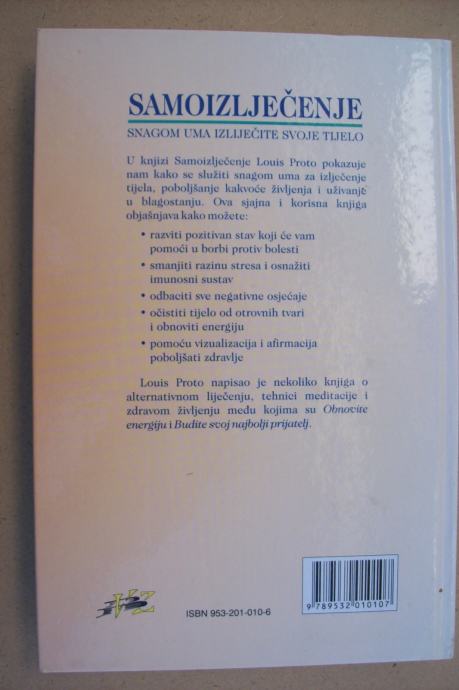 SAMOIZLJEČENJE
SNAGOM UMA IZLIJEČITE SVOJE TIJELO
U knjizi Samoizlječenje Louis Proto pokazuje
nam kako se služiti snagom uma za izlječenje
tijela, poboljšanje kakvoće življenja i uživanje
u blagostanju. Ova sjajna i korisna knjiga
objašnjava kako možete:
• razviti pozitivan stav koji će vam
pomoći u borbi protiv bolesti
• smanjiti razinu stresa i osnažiti
imunosni sustav
• odbaciti sve negativne osjećaje
• očistiti tijelo od otrovnih tvari
i obnoviti energiju
• pomoću vizualizacija i afirmacija
poboljšati zdravlje
Louis Proto napisao je nekoliko knjiga o
alternativnom liječenju, tehnici meditacije i
zdravom življenju među kojima su Obnovite
energiju i Budite svoj najbolji prijatelj.
VZ
ISBN 953-201-010-6
9 789532 010107